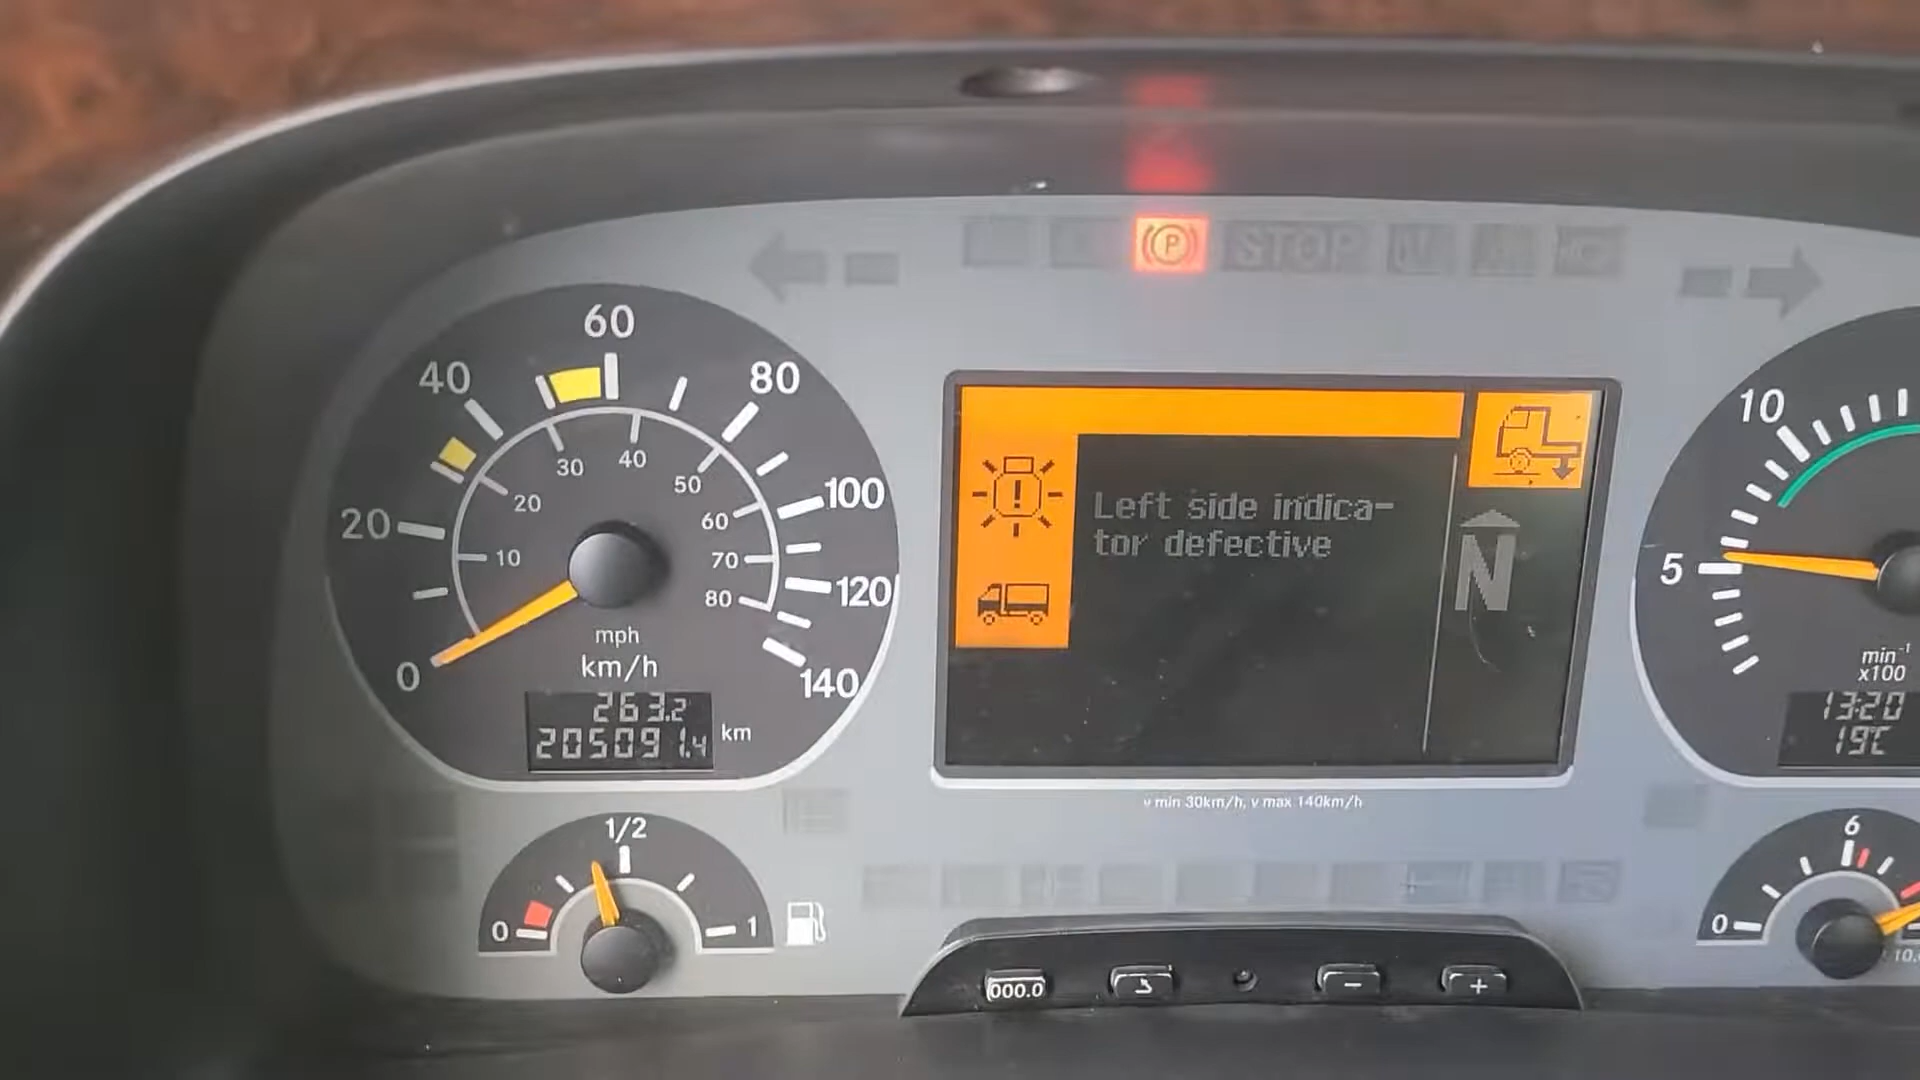 P STOP
60
40 80
20 100
30 40
20 50
10 60
70
80
120
0 140
mph
km/h
263.2
205091.4 km
Left side indica-
tor defective
N
v min 30km/h, v max 140km/h
10
5
min⁻¹
x100
13:20
19°C
1/2
0 1
6
0
10.
000.0 − +